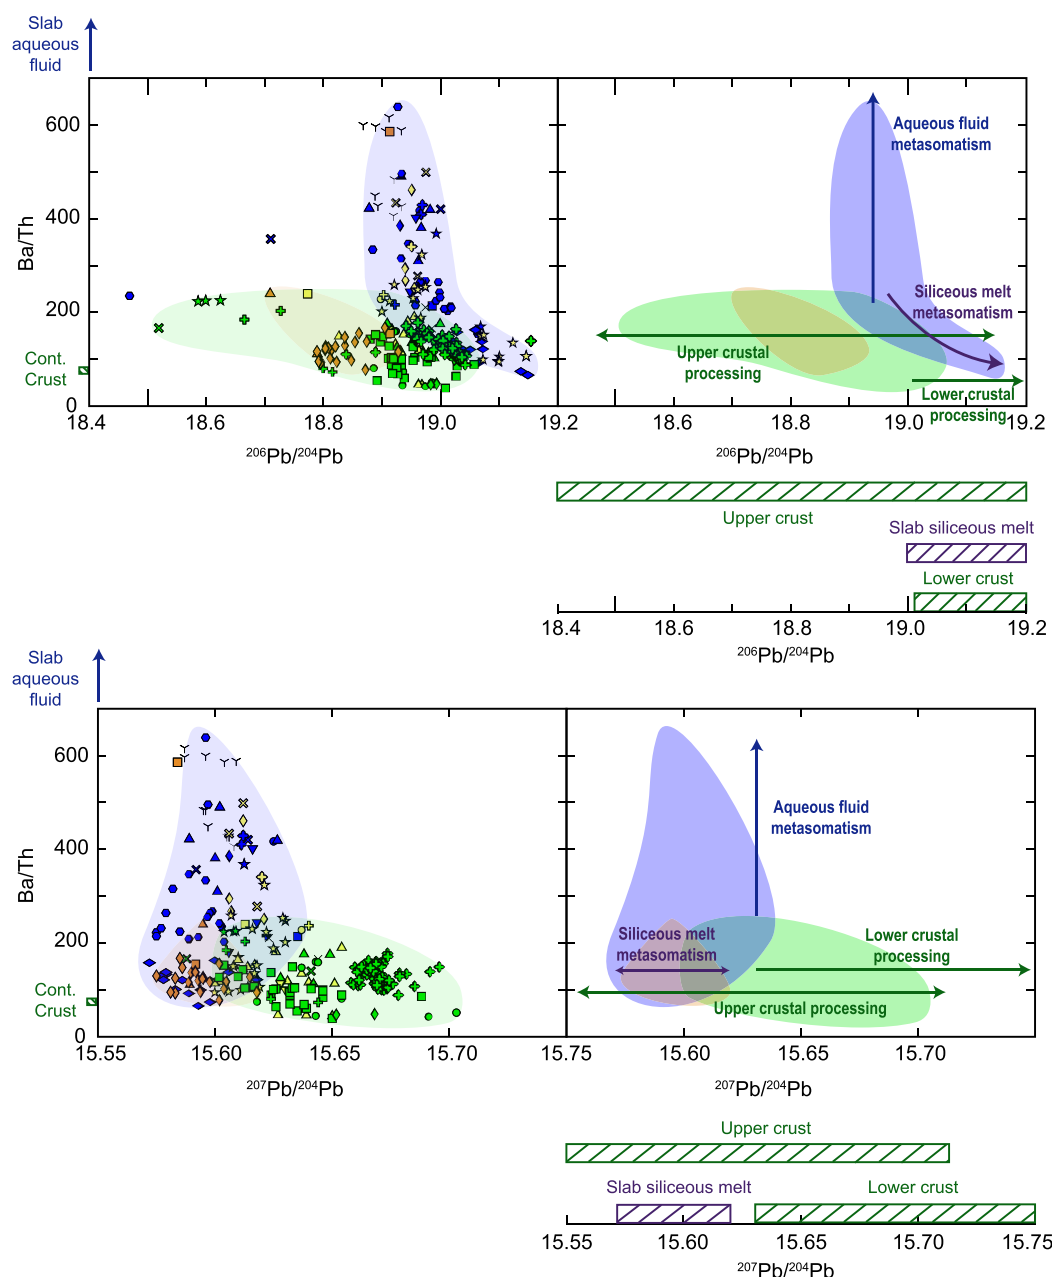 Slab
aqueous
fluid
600
400
200
0
Ba/Th
Cont.
Crust
Aqueous fluid
metasomatism
Siliceous melt
metasomatism
Upper crustal
processing
Lower crustal
processing
18.4 18.6 18.8 19.0 18.4 18.6 18.8 19.0 19.2
²⁰⁶Pb/²⁰⁴Pb ²⁰⁶Pb/²⁰⁴Pb
Upper crust
Slab siliceous melt
Lower crust
18.4 18.6 18.8 19.0 19.2
²⁰⁶Pb/²⁰⁴Pb
Slab
aqueous
fluid
600
400
200
0
Ba/Th
Cont.
Crust
Aqueous fluid
metasomatism
Siliceous melt
metasomatism
Lower crustal
processing
Upper crustal processing
15.55 15.60 15.65 15.70 15.75 15.60 15.65 15.70
²⁰⁷Pb/²⁰⁴Pb ²⁰⁷Pb/²⁰⁴Pb
Upper crust
Slab siliceous melt Lower crust
15.55 15.60 15.65 15.70 15.75
²⁰⁷Pb/²⁰⁴Pb